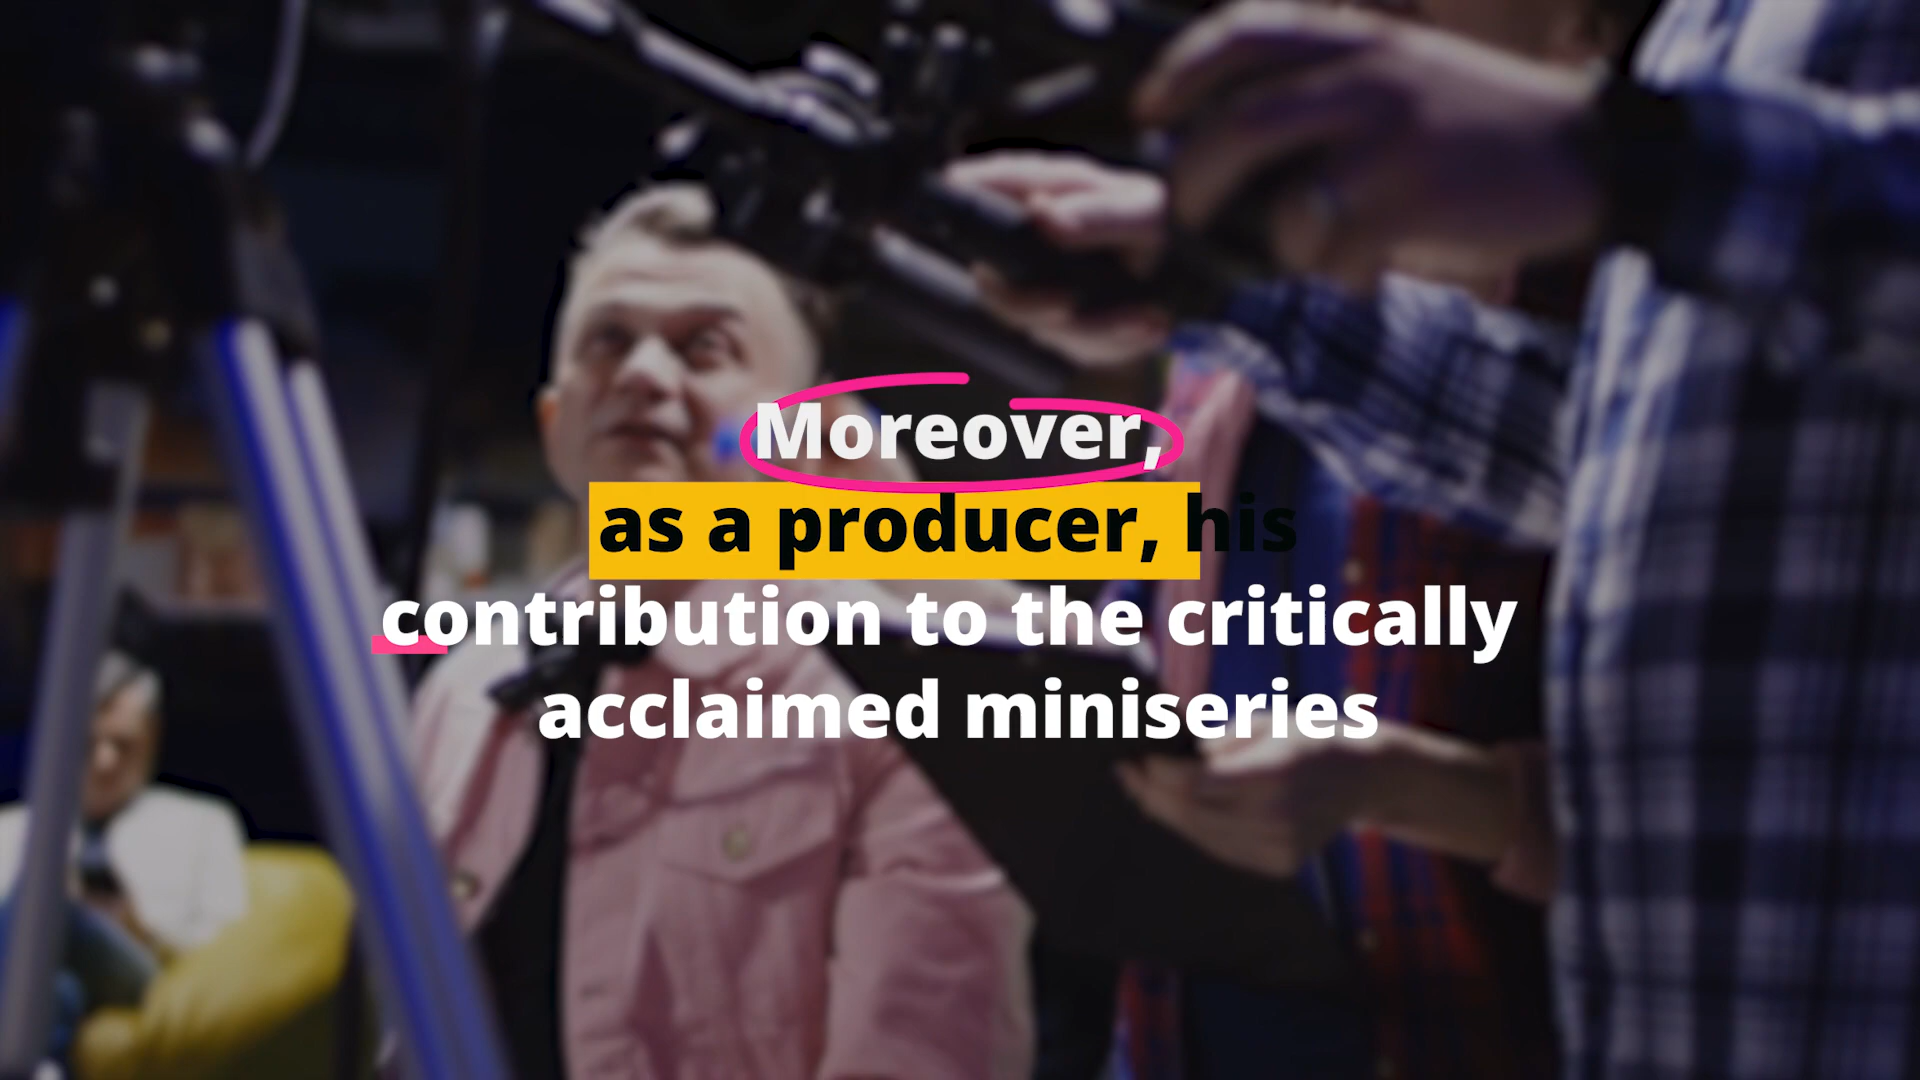 Moreover,
as a producer, his
contribution to the critically
acclaimed miniseries